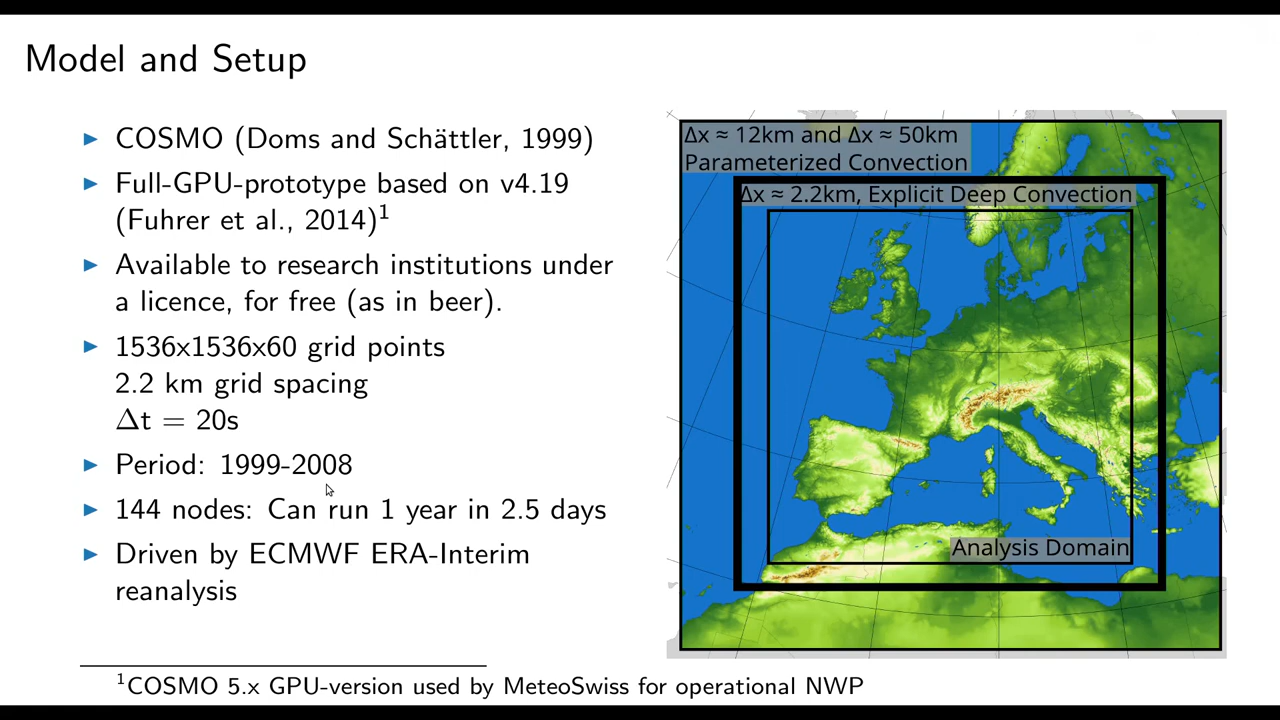 Model and Setup
▶ COSMO (Doms and Schättler, 1999)
▶ Full-GPU-prototype based on v4.19
(Fuhrer et al., 2014)¹
▶ Available to research institutions under
a licence, for free (as in beer).
▶ 1536x1536x60 grid points
2.2 km grid spacing
Δt = 20s
▶ Period: 1999-2008
▶ 144 nodes: Can run 1 year in 2.5 days
▶ Driven by ECMWF ERA-Interim
reanalysis
Δx ≈ 12km and Δx ≈ 50km
Parameterized Convection
Δx ≈ 2.2km, Explicit Deep Convection
Analysis Domain
¹COSMO 5.x GPU-version used by MeteoSwiss for operational NWP